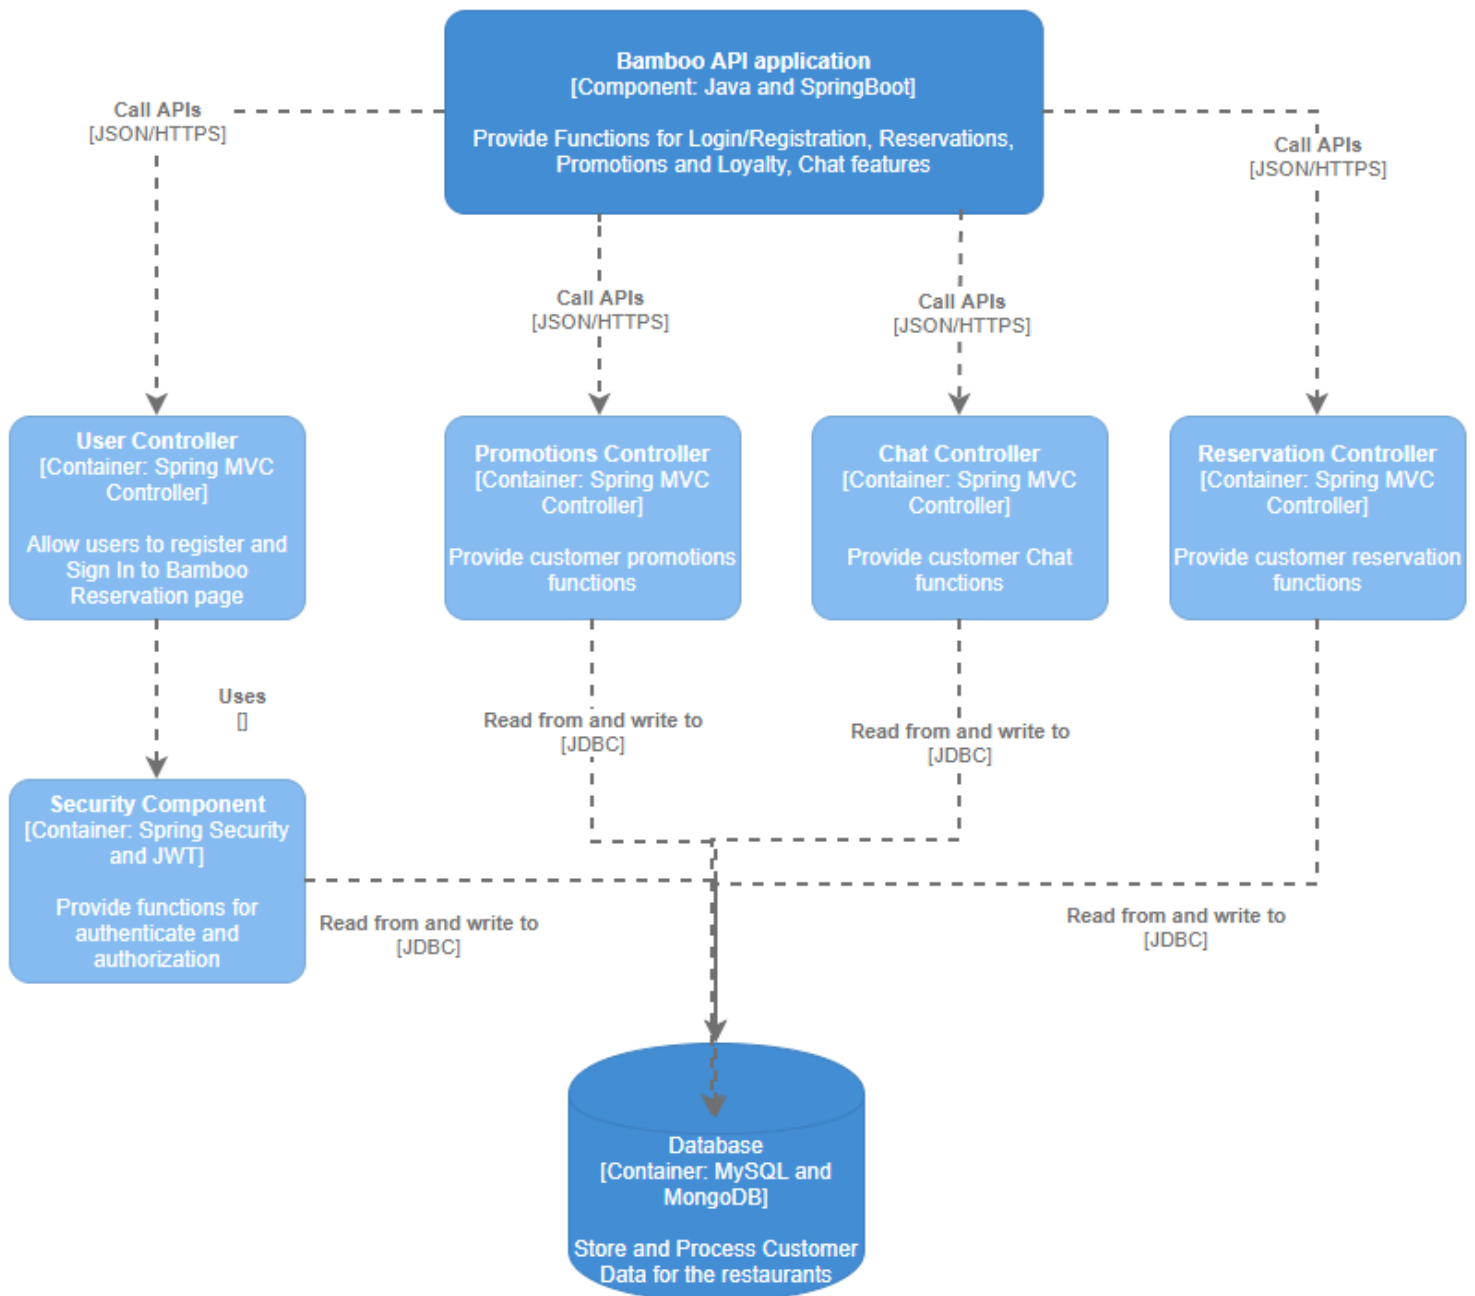 Bamboo API application
[Component: Java and SpringBoot]
Provide Functions for Login/Registration, Reservations,
Promotions and Loyalty, Chat features
Call APIs
[JSON/HTTPS]
Call APIs
[JSON/HTTPS]
Call APIs
[JSON/HTTPS]
Call APIs
[JSON/HTTPS]
User Controller
[Container: Spring MVC
Controller]
Allow users to register and
Sign In to Bamboo
Reservation page
Promotions Controller
[Container: Spring MVC
Controller]
Provide customer promotions
functions
Chat Controller
[Container: Spring MVC
Controller]
Provide customer Chat
functions
Reservation Controller
[Container: Spring MVC
Controller]
Provide customer reservation
functions
Uses
[]
Read from and write to
[JDBC]
Read from and write to
[JDBC]
Security Component
[Container: Spring Security
and JWT]
Provide functions for
authenticate and
authorization
Read from and write to
[JDBC]
Read from and write to
[JDBC]
Database
[Container: MySQL and
MongoDB]
Store and Process Customer
Data for the restaurants